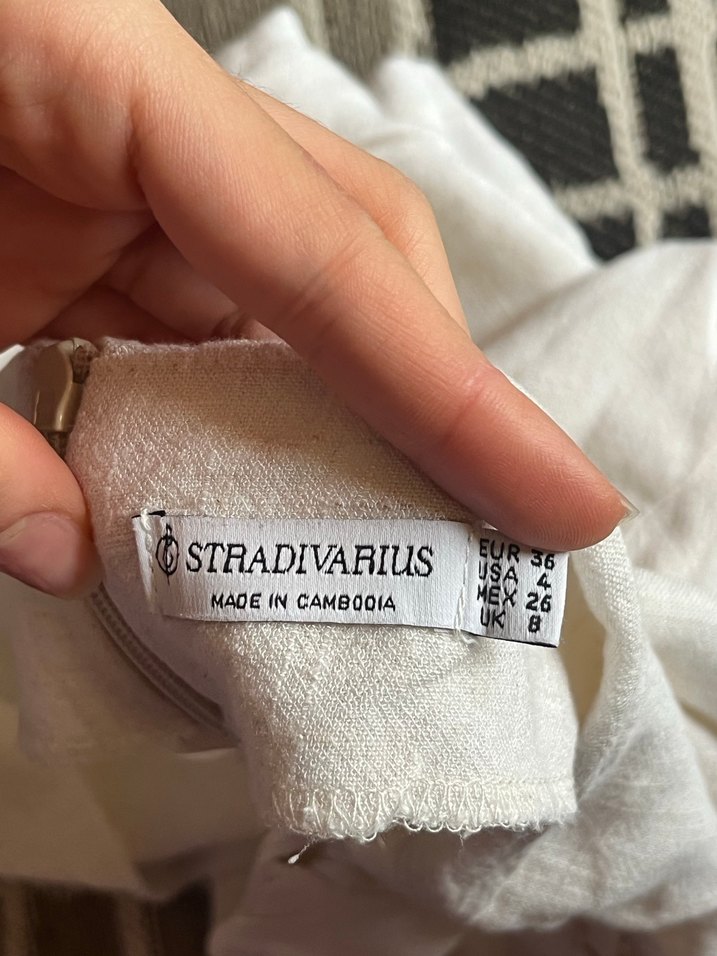 STRADIVARIUS
MADE IN CAMBODIA
EUR 36
USA 4
MEX 26
UK 8